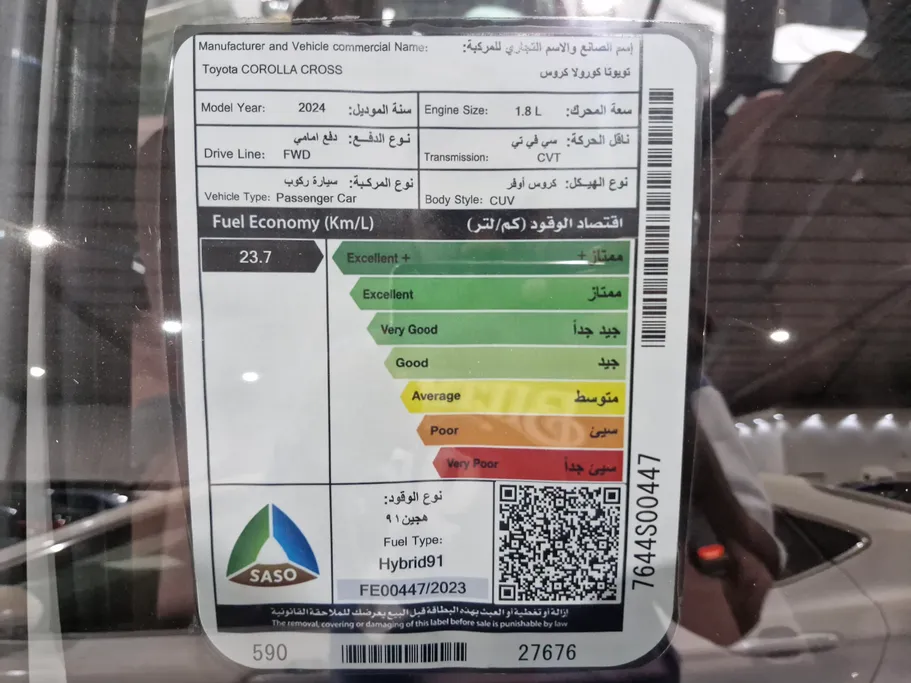 Manufacturer and Vehicle commercial Name: إسم الصانع والاسم التجاري للمركبة:
Toyota COROLLA CROSS تويوتا كورولا كروس
Model Year: 2024 سنة الموديل:
Engine Size: 1.8 L سعة المحرك:
دفع امامي نوع الدفـــع:
Drive Line: FWD
ناقل الحركة: سي في تي
Transmission: CVT
نوع المركـبة: سيارة ركوب
Vehicle Type: Passenger Car
نوع الهيـكل: كروس أوفر
Body Style: CUV
Fuel Economy (Km/L) اقتصاد الوقود (كم/لتر)
23.7
Excellent + ممتاز +
Excellent ممتاز
Very Good جيد جداً
Good جيد
Average متوسط
Poor سيئ
Very Poor سيئ جداً
نوع الوقود:
هجين ٩١
Fuel Type:
Hybrid91
FE00447/2023
SASO
7644S00447
إزالة أو تغطية أو العبث بهذه البطاقة قبل البيع يعرضك للملاحقة القانونية
The removal, covering or damaging of this label before sale is punishable by law
590 27676